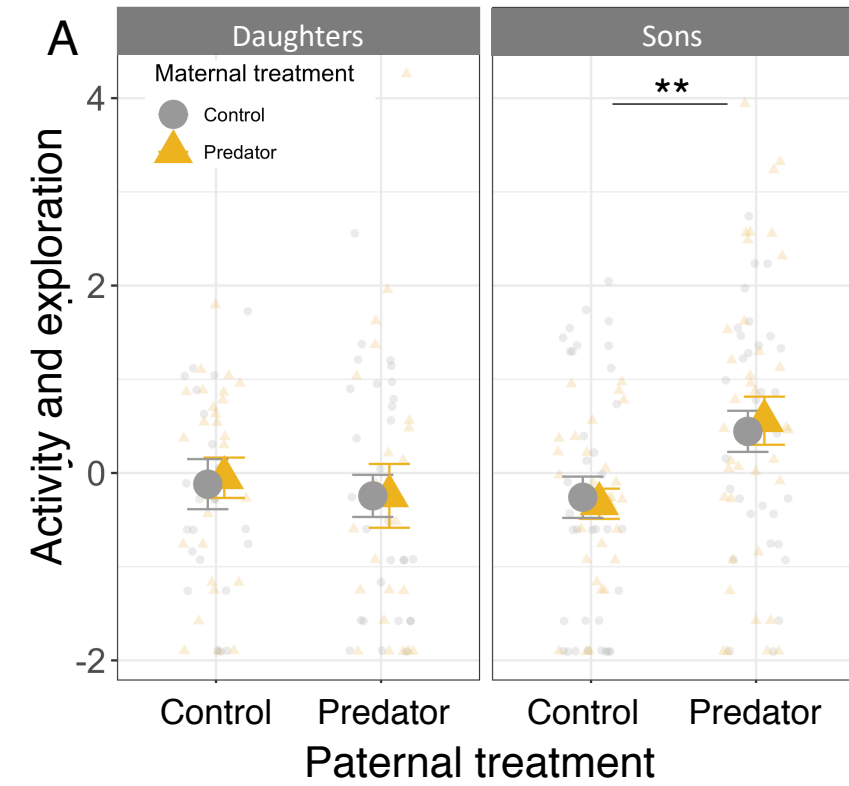 A
Daughters
Sons
Maternal treatment
Control
Predator
**
Activity and exploration
4
2
0
-2
Control
Predator
Control
Predator
Paternal treatment